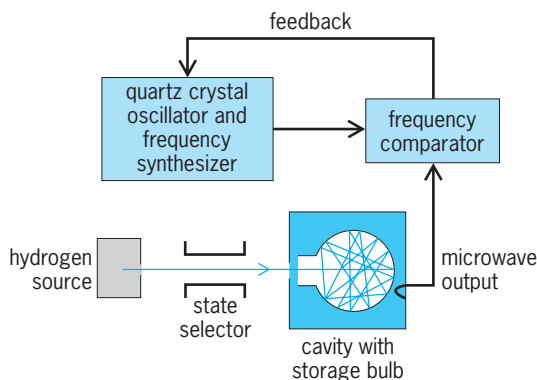 feedback
quartz crystal
oscillator and
frequency
synthesizer
frequency
comparator
hydrogen
source
state
selector
microwave
output
cavity with
storage bulb